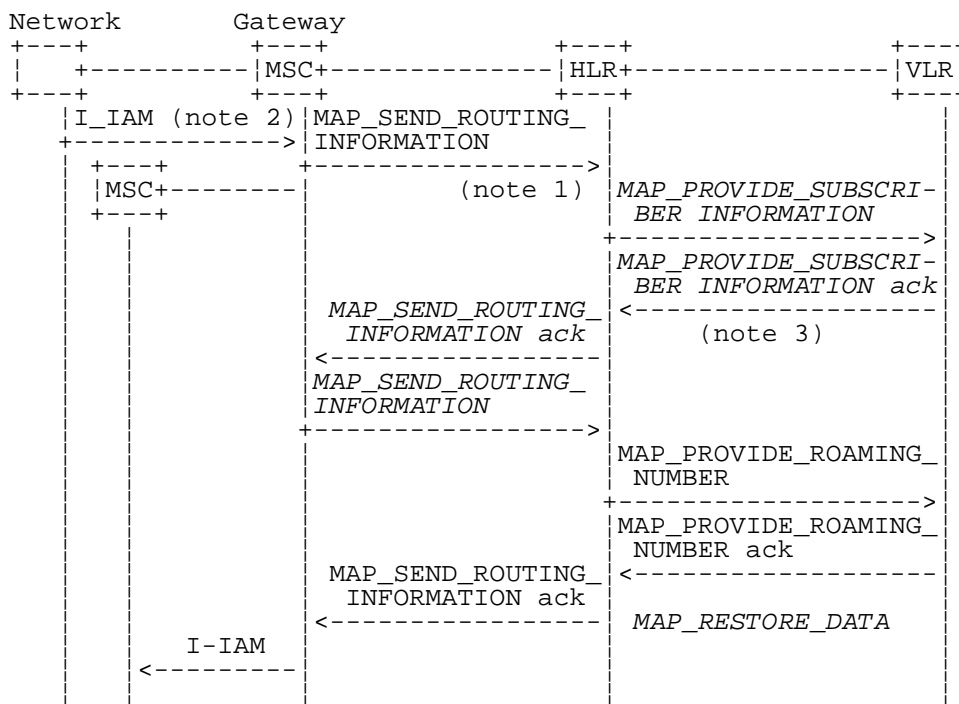 Network Gateway
MSC HLR VLR
I_IAM (note 2) MAP_SEND_ROUTING_
INFORMATION
MSC (note 1) MAP_PROVIDE_SUBSCRI-
BER INFORMATION
MAP_PROVIDE_SUBSCRI-
BER INFORMATION ack
MAP_SEND_ROUTING_
INFORMATION ack (note 3)
MAP_SEND_ROUTING_
INFORMATION
MAP_PROVIDE_ROAMING_
NUMBER
MAP_PROVIDE_ROAMING_
NUMBER ack
MAP_SEND_ROUTING_
INFORMATION ack
MAP_RESTORE_DATA
I-IAM